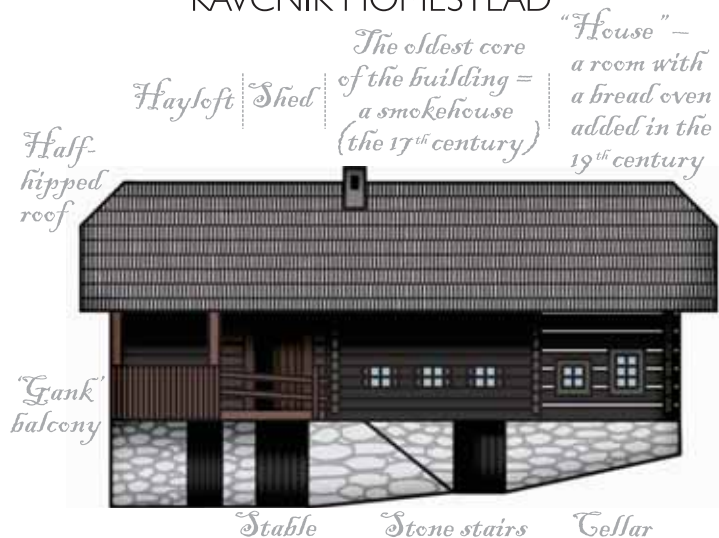 KAVČNIK HOMESTEAD
Hayloft
Shed
The oldest core
of the building =
a smokehouse
(the 17th century)
"House" –
a room with
a bread oven
added in the
19th century
Half-
hipped
roof
'Gank'
balcony
Stable
Stone stairs
Cellar